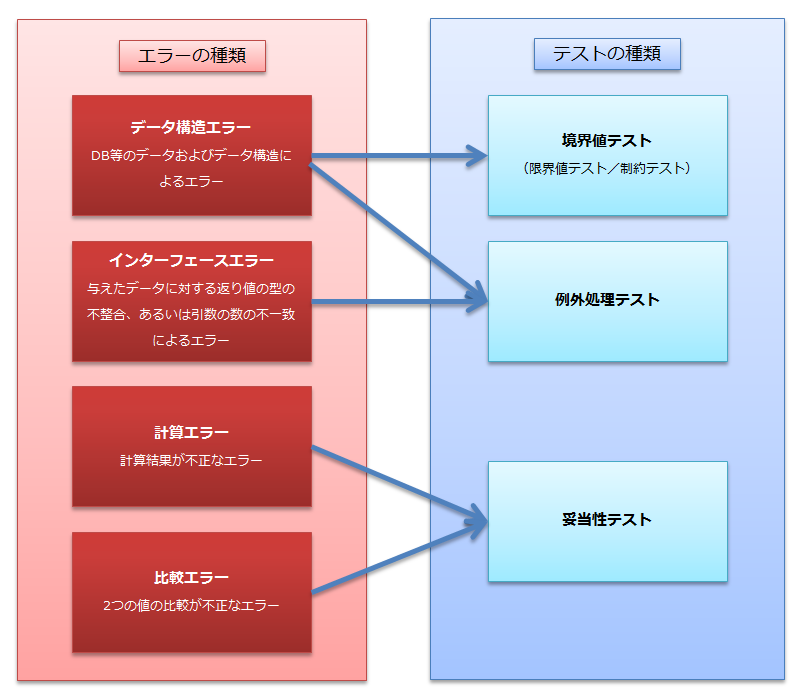 エラーの種類
データ構造エラー
DB等のデータおよびデータ構造に
よるエラー
インターフェースエラー
与えたデータに対する返り値の型の
不整合、あるいは引数の数の不一致
によるエラー
計算エラー
計算結果が不正なエラー
比較エラー
2つの値の比較が不正なエラー
テストの種類
境界値テスト
（限界値テスト／制約テスト）
例外処理テスト
妥当性テスト